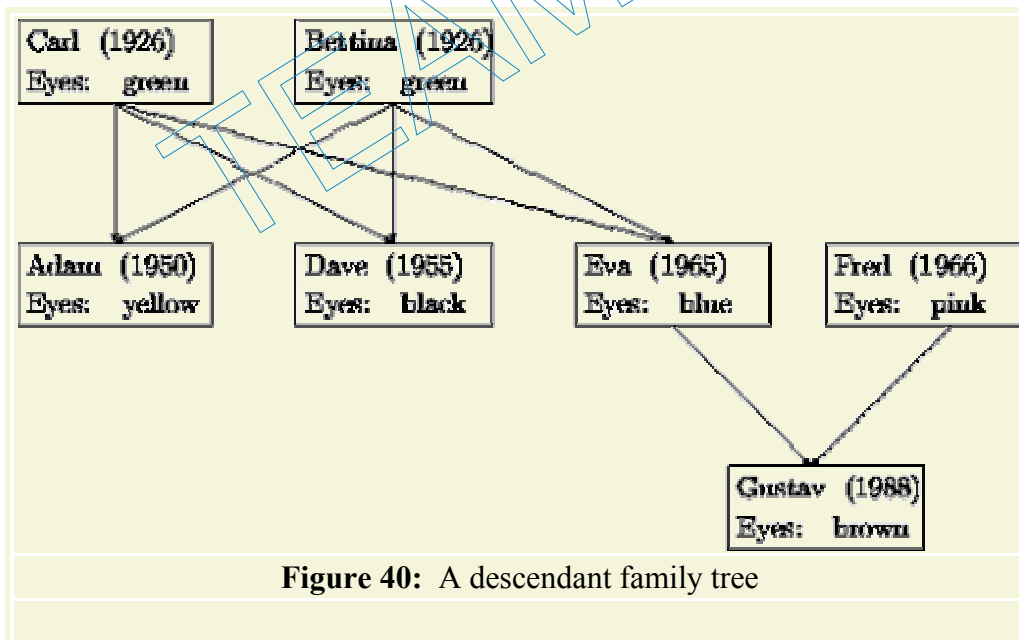 Carl (1926)
Eyes: green
Bettina (1926)
Eyes: green
Adam (1950)
Eyes: yellow
Dave (1955)
Eyes: black
Eva (1965)
Eyes: blue
Fred (1966)
Eyes: pink
Gustav (1988)
Eyes: brown
Figure 40: A descendant family tree
TEAM